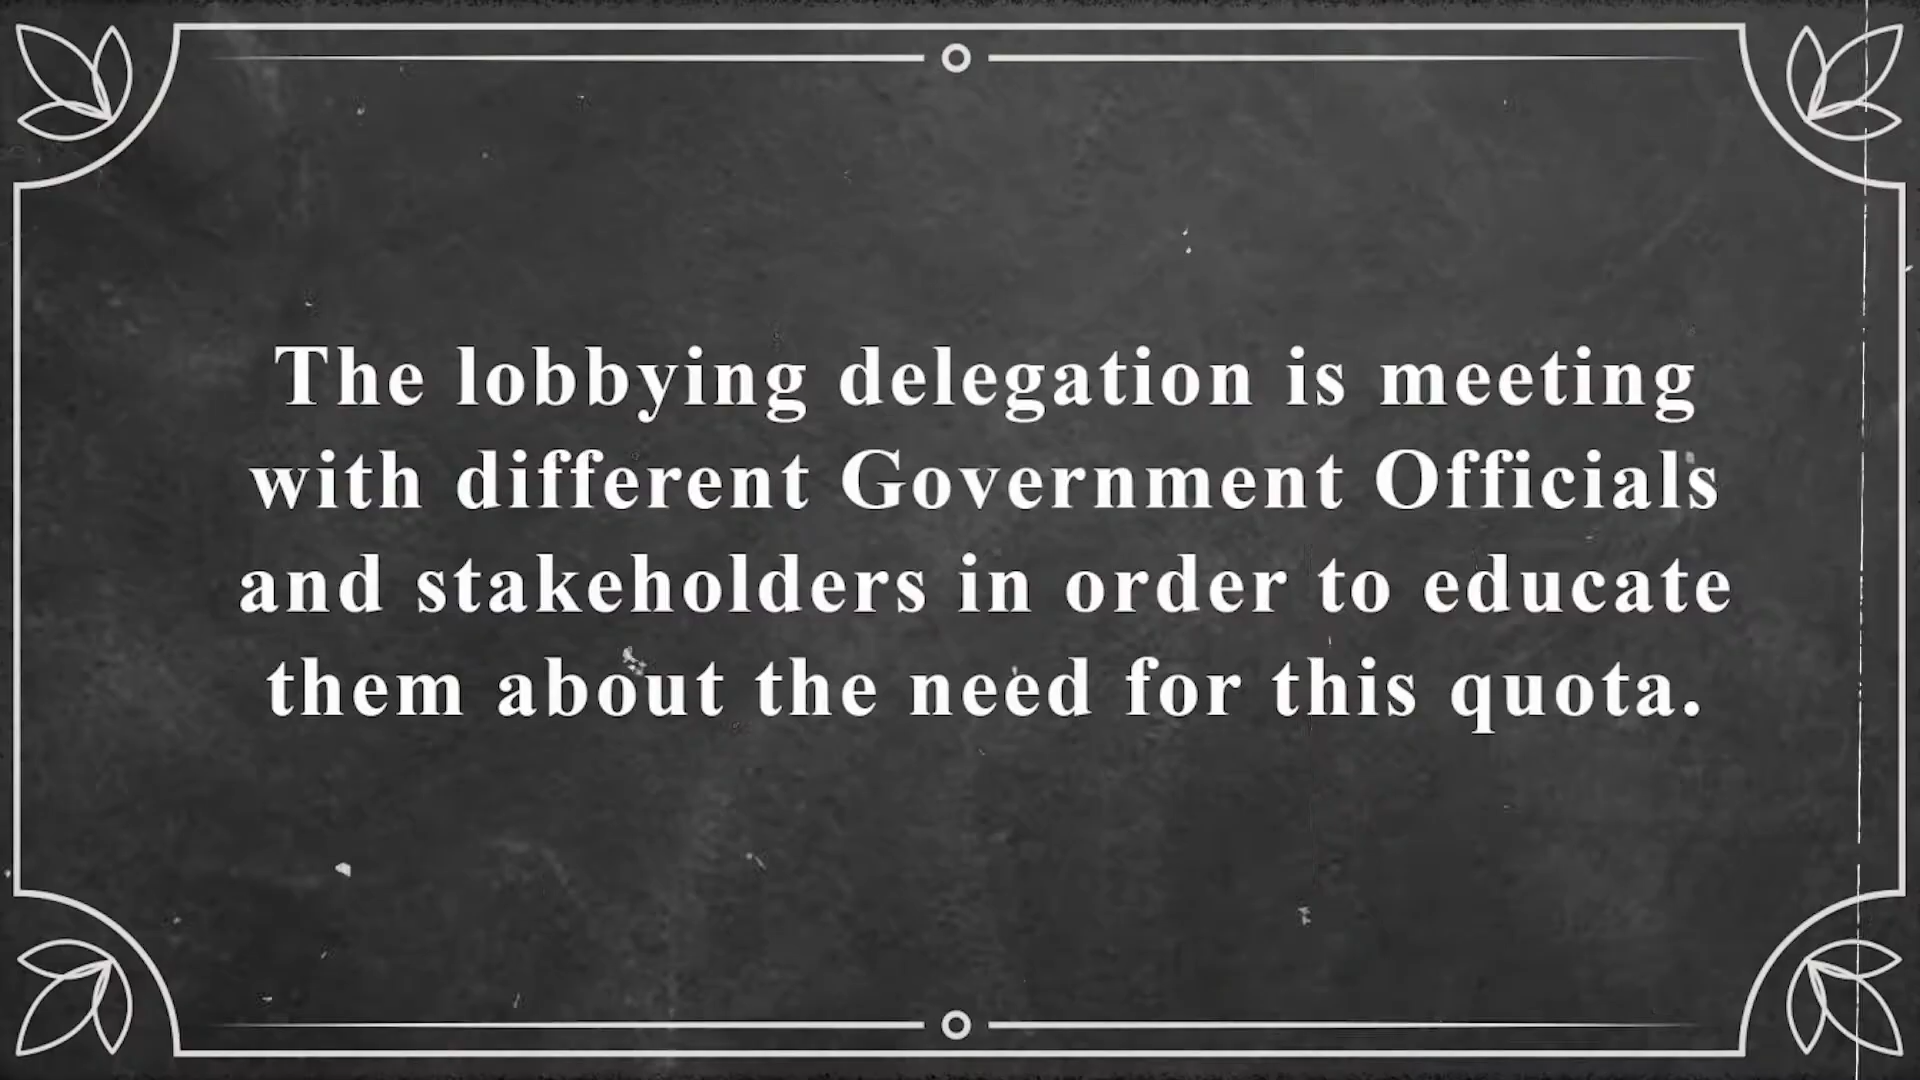 The lobbying delegation is meeting
with different Government Officials
and stakeholders in order to educate
them about the need for this quota.